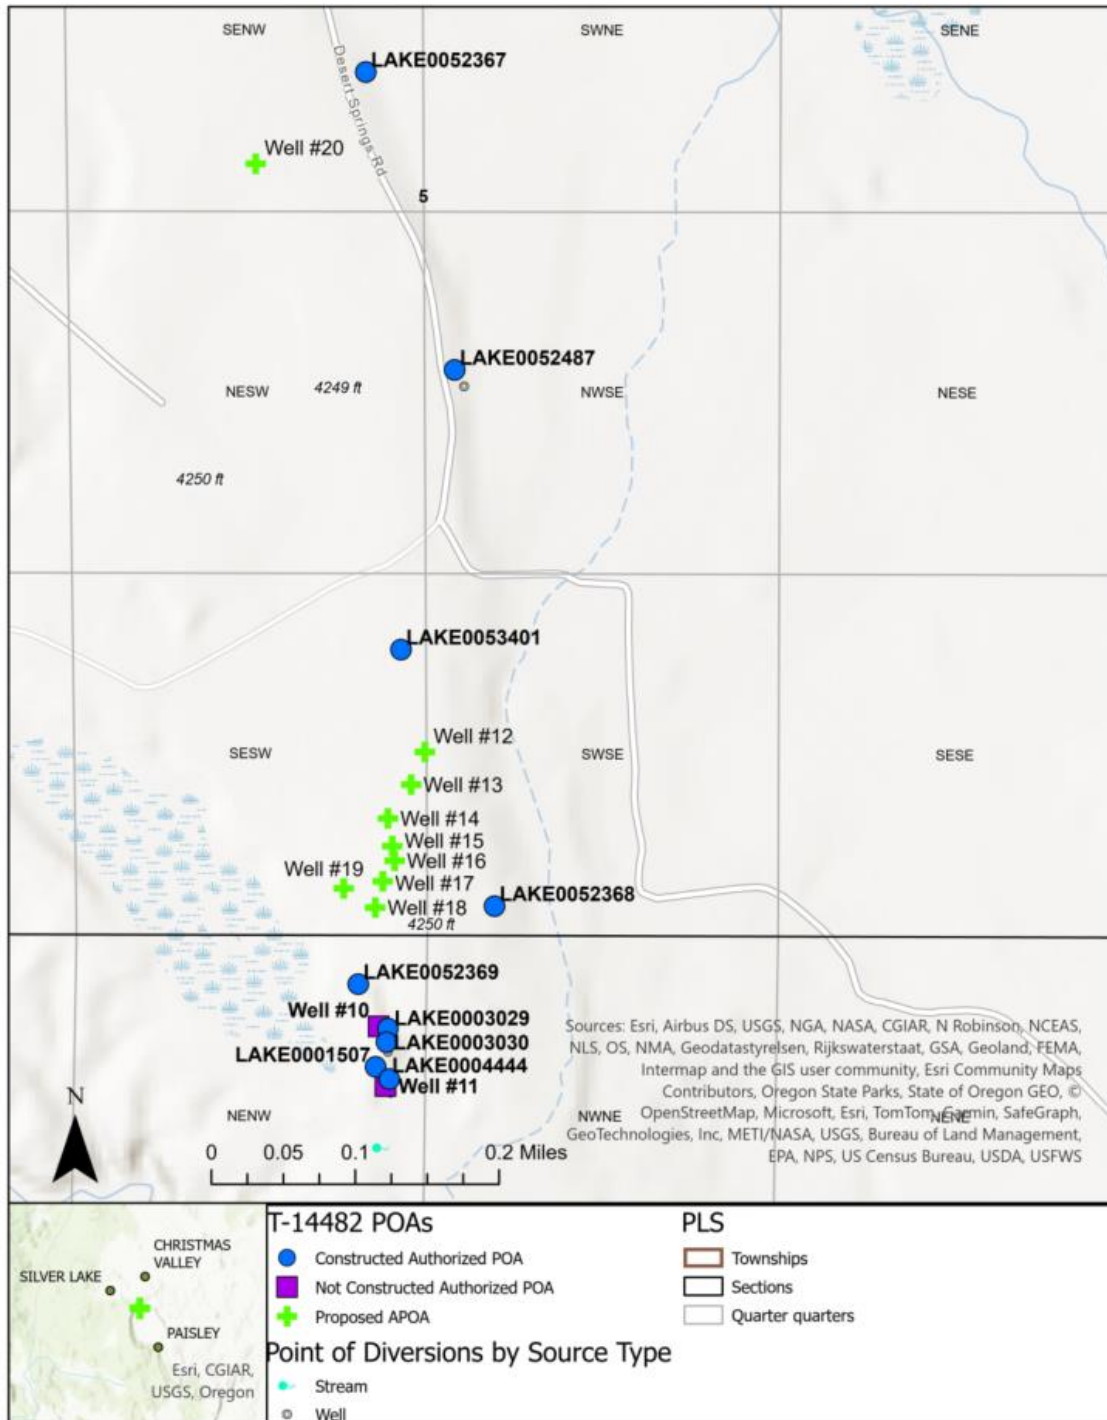 SENW
SWNE
SENE
LAKE0052367
Desert Springs Rd
Well #20
5
LAKE0052487
NESW
4249 ft
NWSE
NESE
4250 ft
LAKE0053401
Well #12
SESW
SWSE
SESE
Well #13
Well #14
Well #15
Well #16
Well #19
Well #17
LAKE0052368
Well #18
4250 ft
LAKE0052369
Well #10
LAKE0003029
LAKE0003030
LAKE0001507
LAKE0004444
Well #11
NENW
NWNE
NENE
Sources: Esri, Airbus DS, USGS, NGA, NASA, CGIAR, N Robinson, NCEAS,
NLS, OS, NMA, Geodatastyrelsen, Rijkswaterstaat, GSA, Geoland, FEMA,
Intermap and the GIS user community, Esri Community Maps
Contributors, Oregon State Parks, State of Oregon GEO, ©
OpenStreetMap, Microsoft, Esri, TomTom, Garmin, SafeGraph,
GeoTechnologies, Inc, METI/NASA, USGS, Bureau of Land Management,
EPA, NPS, US Census Bureau, USDA, USFWS
N
0 0.05 0.1 0.2 Miles
CHRISTMAS
VALLEY
SILVER LAKE
PAISLEY
Esri, CGIAR,
USGS, Oregon
T-14482 POAs
Constructed Authorized POA
Not Constructed Authorized POA
Proposed APOA
Point of Diversions by Source Type
Stream
Well
PLS
Townships
Sections
Quarter quarters